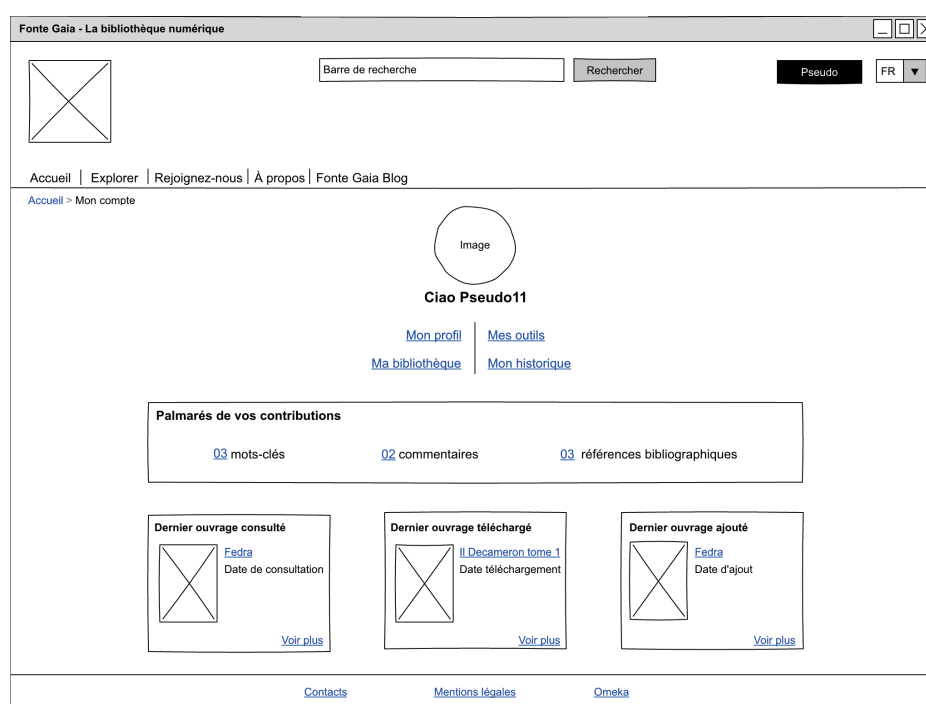 Fonte Gaia - La bibliothèque numérique
Barre de recherche
Rechercher
Pseudo
FR
Accueil | Explorer | Rejoignez-nous | À propos | Fonte Gaia Blog
Accueil > Mon compte
Image
Ciao Pseudo11
Mon profil | Mes outils
Ma bibliothèque | Mon historique
Palmarés de vos contributions
03 mots-clés
02 commentaires
03 références bibliographiques
Dernier ouvrage consulté
Fedra
Date de consultation
Voir plus
Dernier ouvrage téléchargé
Il Decameron tome 1
Date téléchargement
Voir plus
Dernier ouvrage ajouté
Fedra
Date d'ajout
Voir plus
Contacts
Mentions légales
Omeka